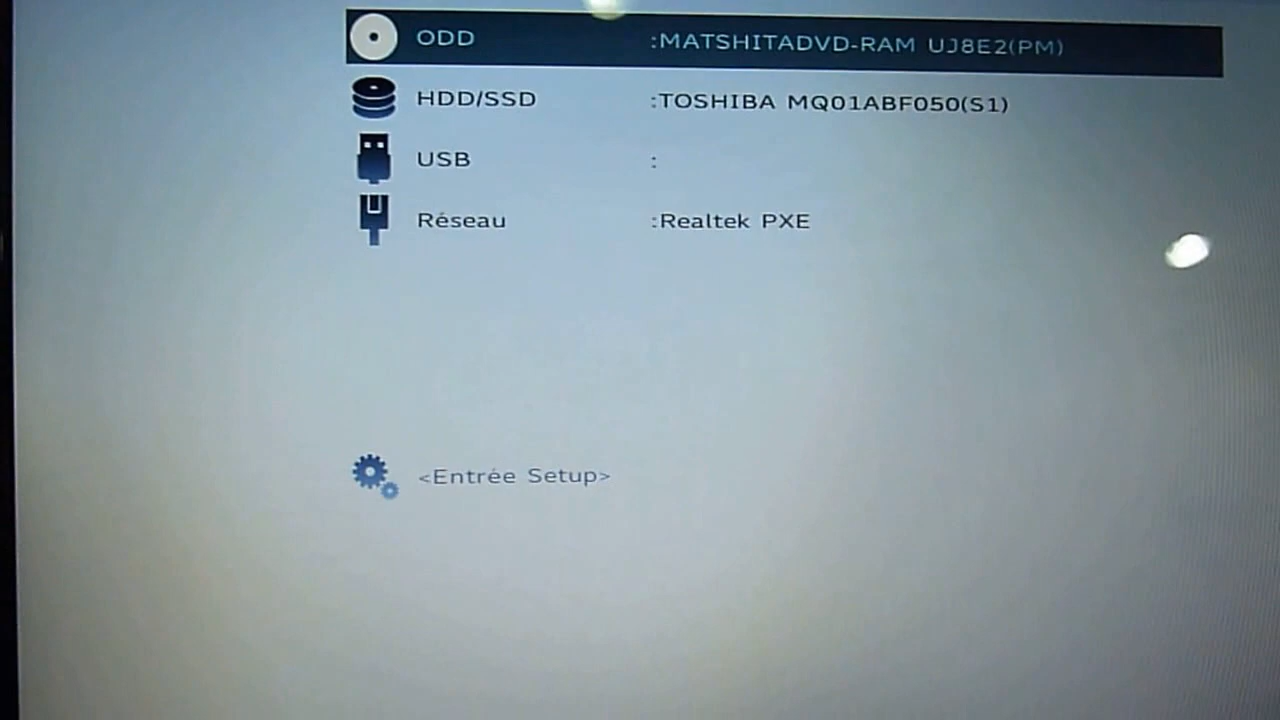 ODD :MATSHITADVD-RAM UJ8E2(PM)
HDD/SSD :TOSHIBA MQ01ABF050(S1)
USB :
Réseau :Realtek PXE
<Entrée Setup>